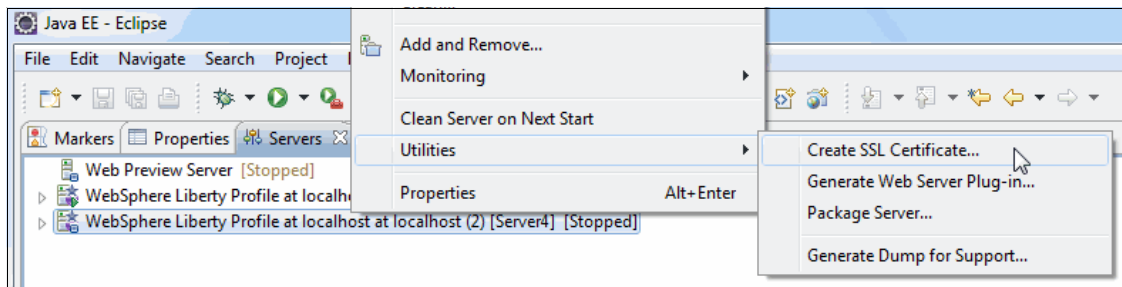 Java EE - Eclipse
File Edit Navigate Search Project
Add and Remove...
Monitoring
Clean Server on Next Start
Utilities
Properties Alt+Enter
Create SSL Certificate...
Generate Web Server Plug-in...
Package Server...
Generate Dump for Support...
Markers Properties Servers
Web Preview Server [Stopped]
WebSphere Liberty Profile at
WebSphere Liberty Profile at localhost at localhost (2) [Server4] [Stopped]